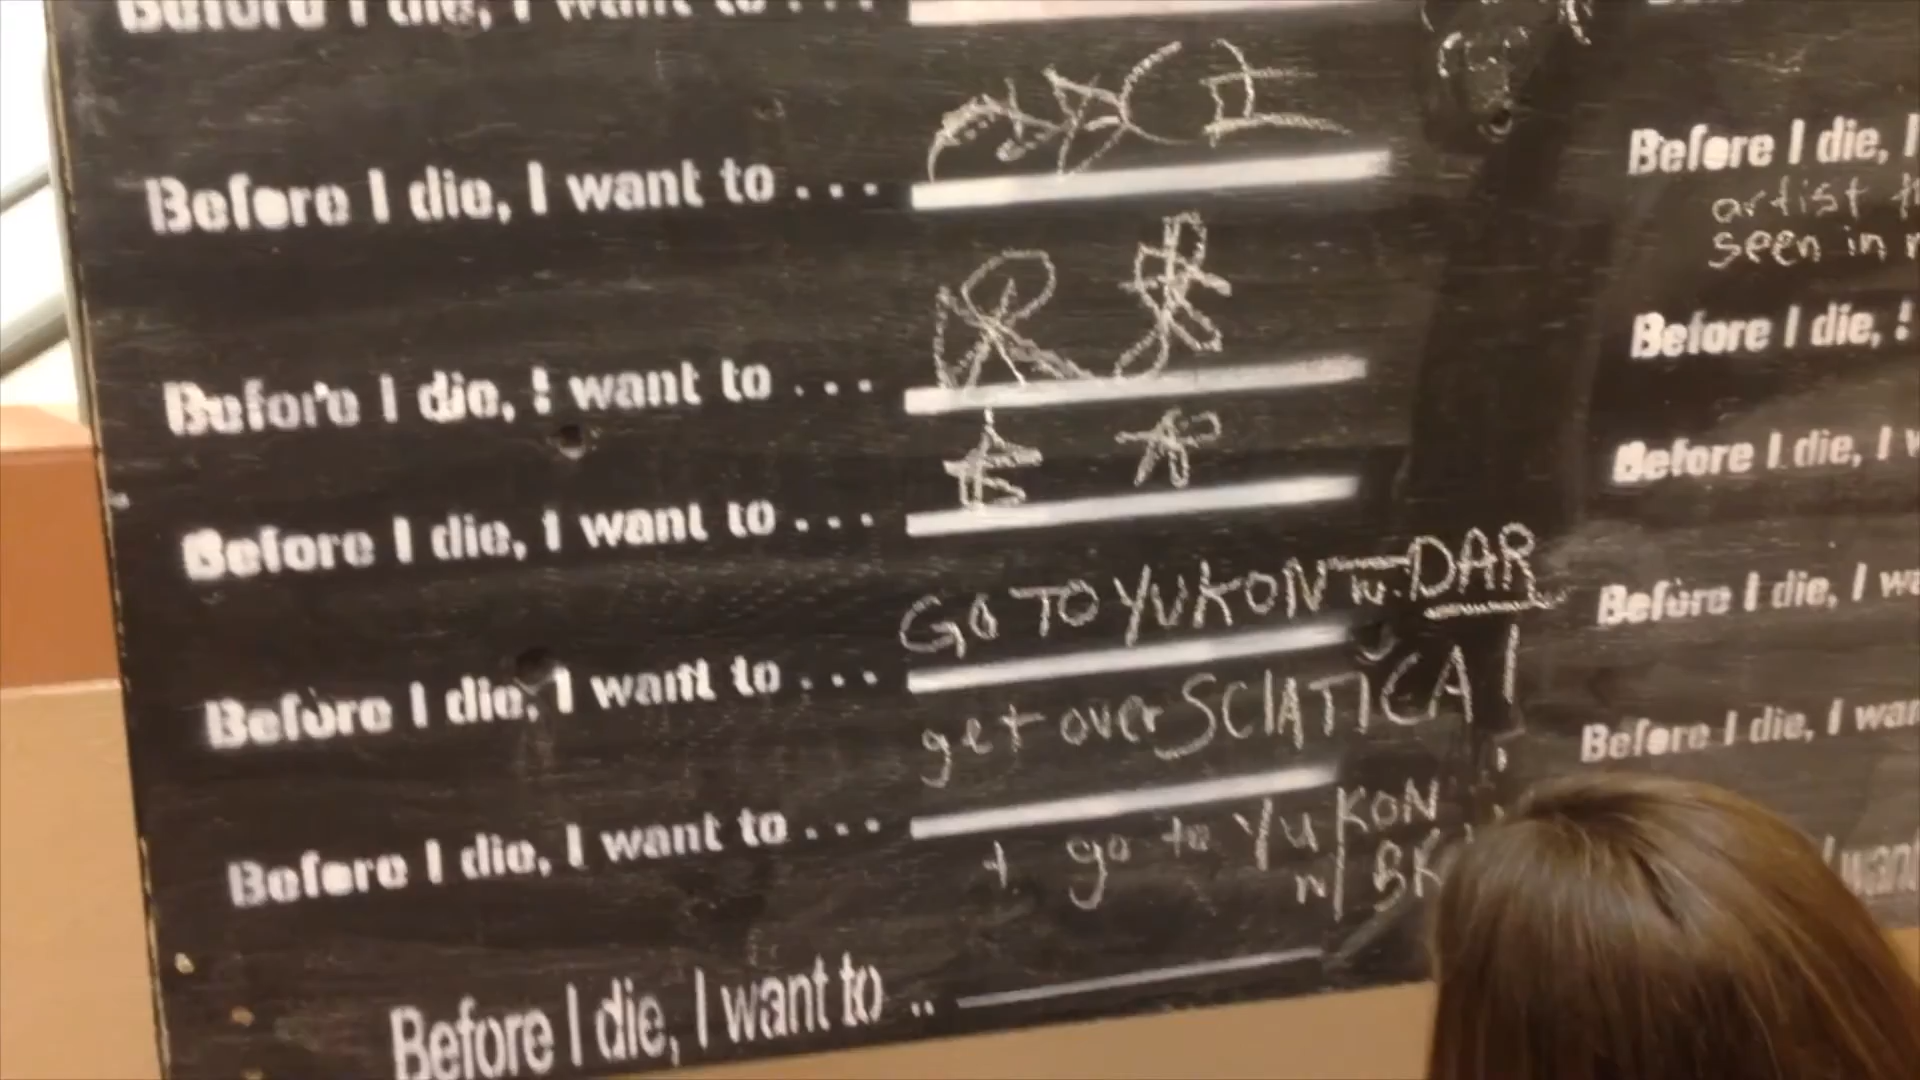 Before I die, I want to ...
Before I die, I want to ...
Before I die, I want to ...
Before I die, I want to ...
GO TO YUKON w. DAR
Before I die, I want to ...
get over SCIATICA!
Before I die, I want to ...
+ go to YUKON
w/ BK
Before I die, I want to ..
Before I die, I
artist
seen in
Before I die, I
Before I die, I
Before I die, I
Before I die, I
want